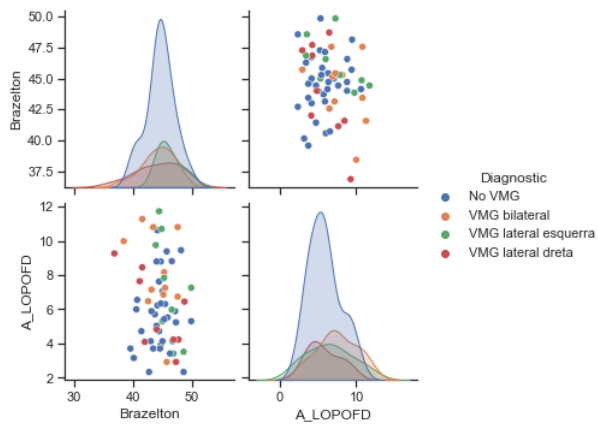 50.0
47.5
45.0
42.5
40.0
37.5
Brazelton
Diagnostic
No VMG
VMG bilateral
VMG lateral esquerra
VMG lateral dreta
12
10
8
6
4
2
A_LOPOFD
30
40
50
Brazelton
0
10
A_LOPOFD